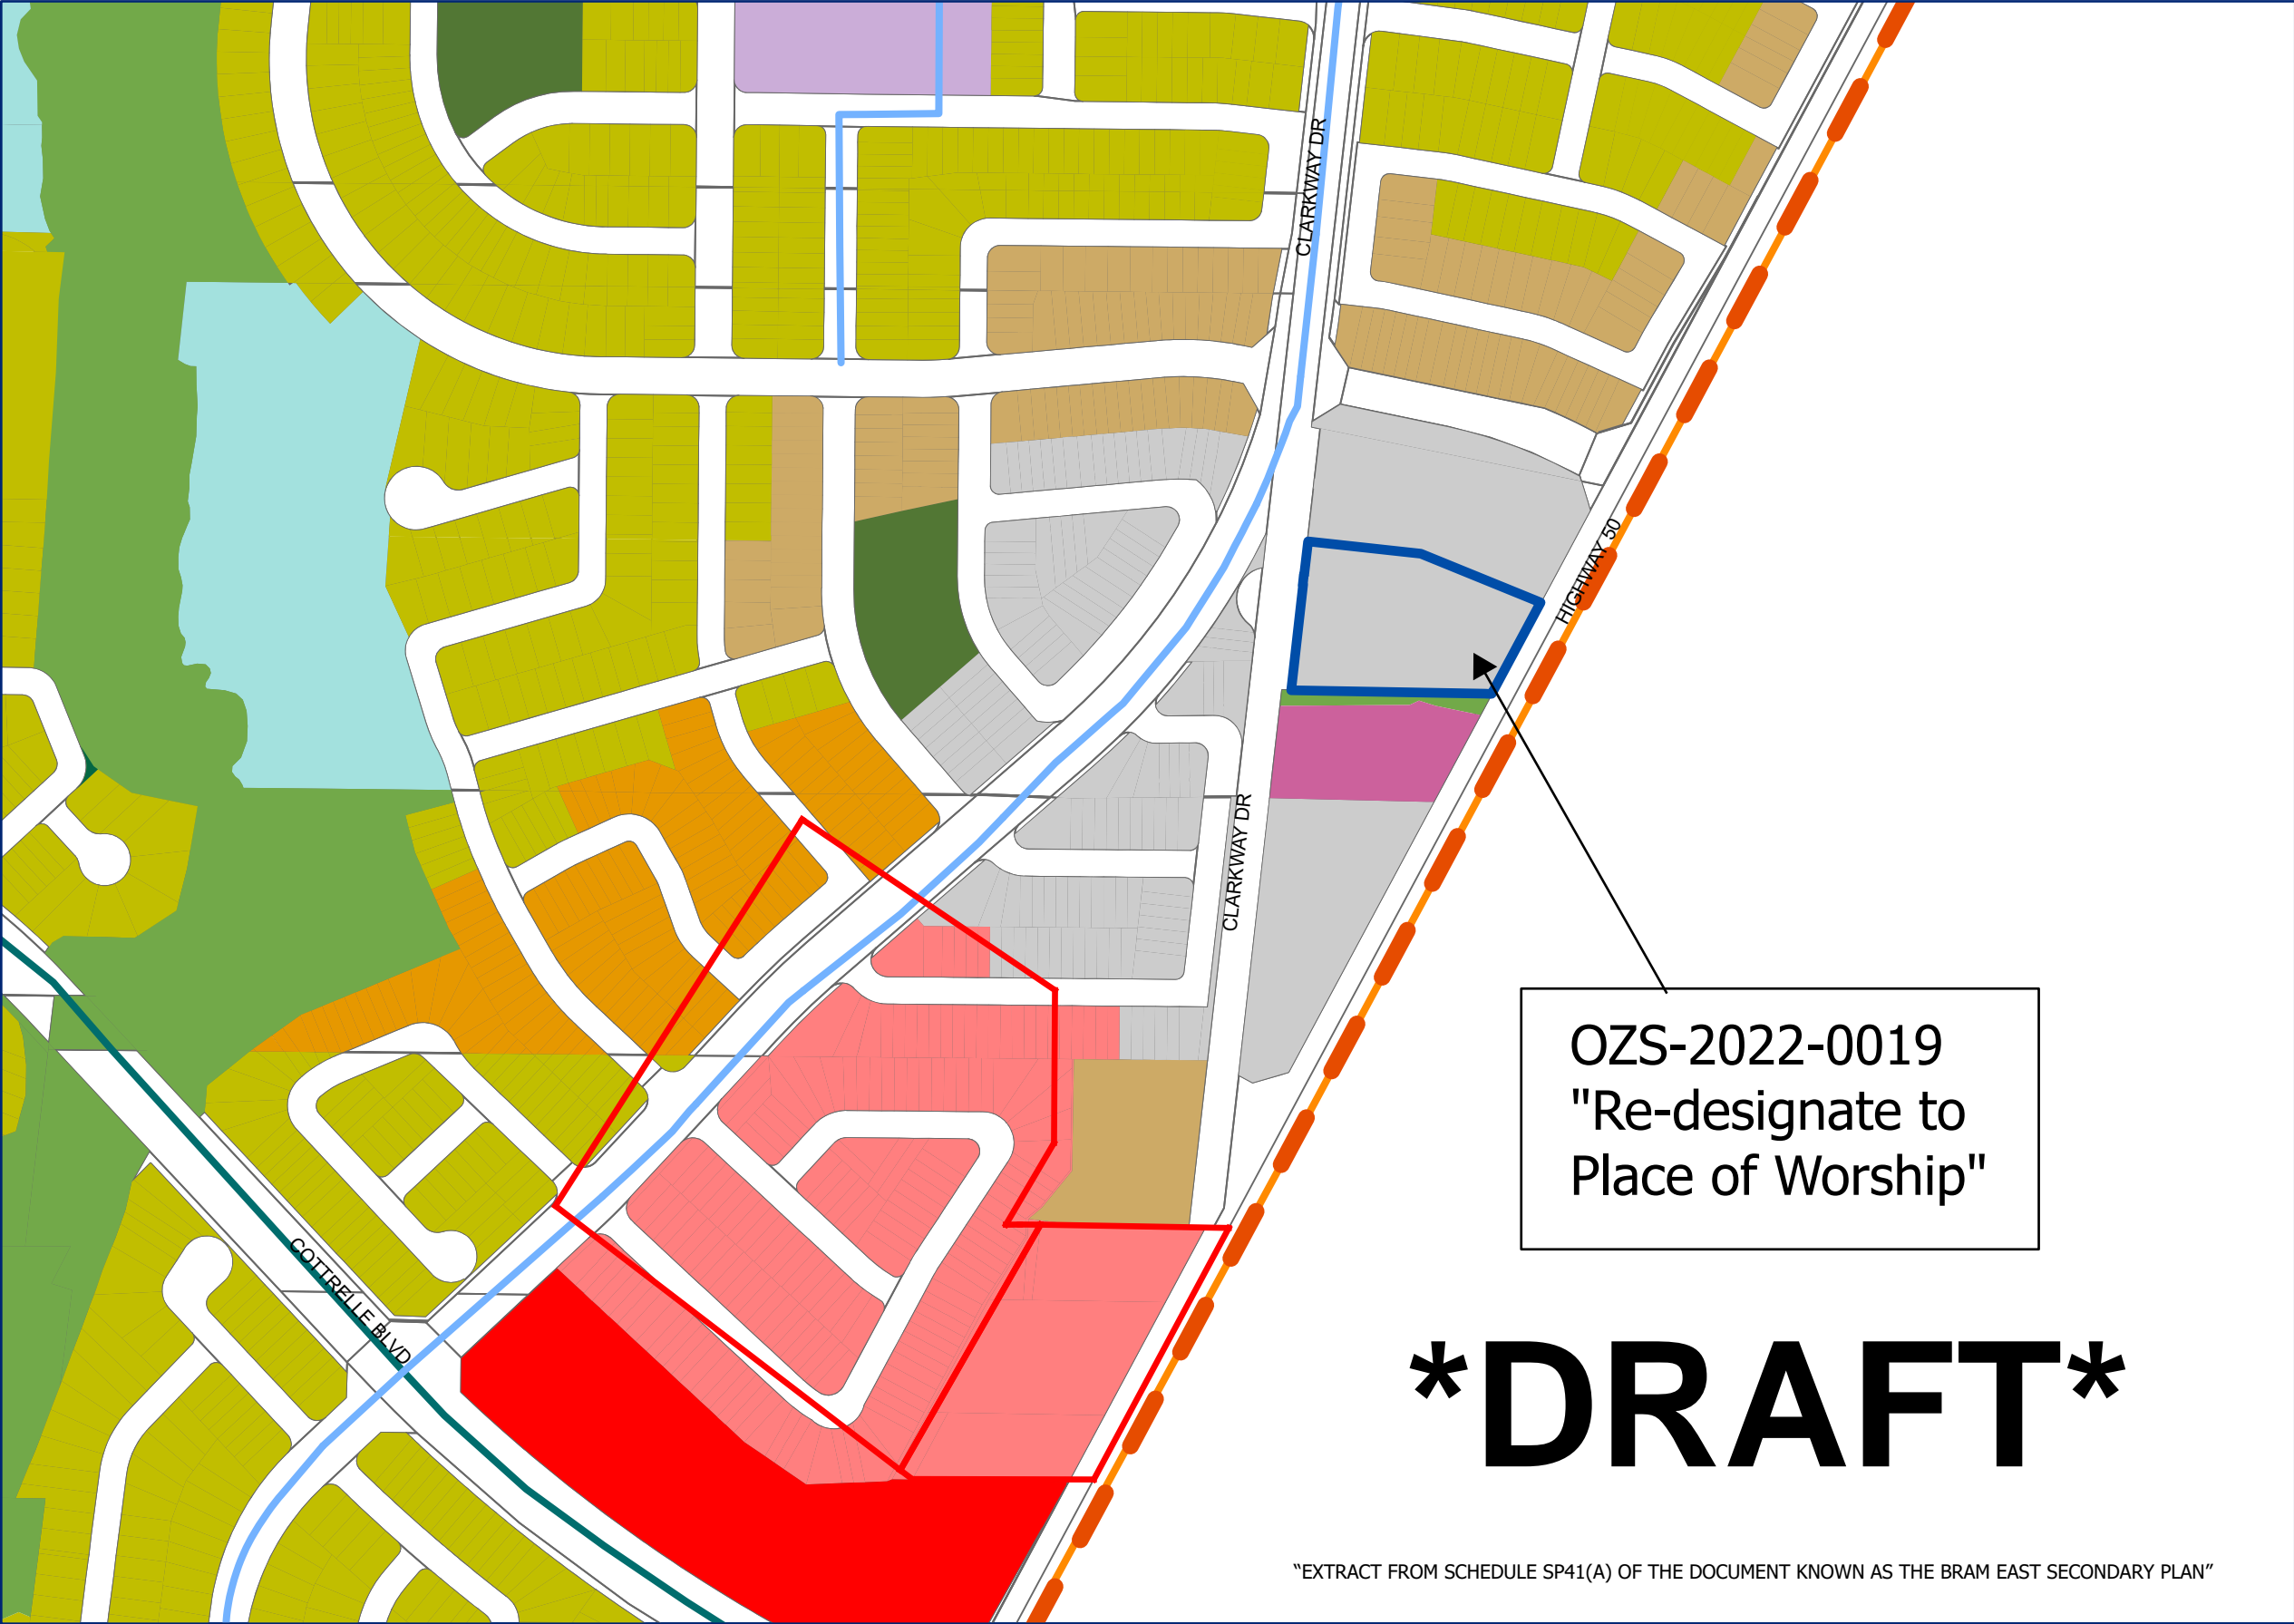 CLARKWAY DR
HIGHWAY 50
CLARKWAY DR
COTTRELLE BLVD
OZS-2022-0019
"Re-designate to
Place of Worship"
*DRAFT*
“EXTRACT FROM SCHEDULE SP41(A) OF THE DOCUMENT KNOWN AS THE BRAM EAST SECONDARY PLAN”